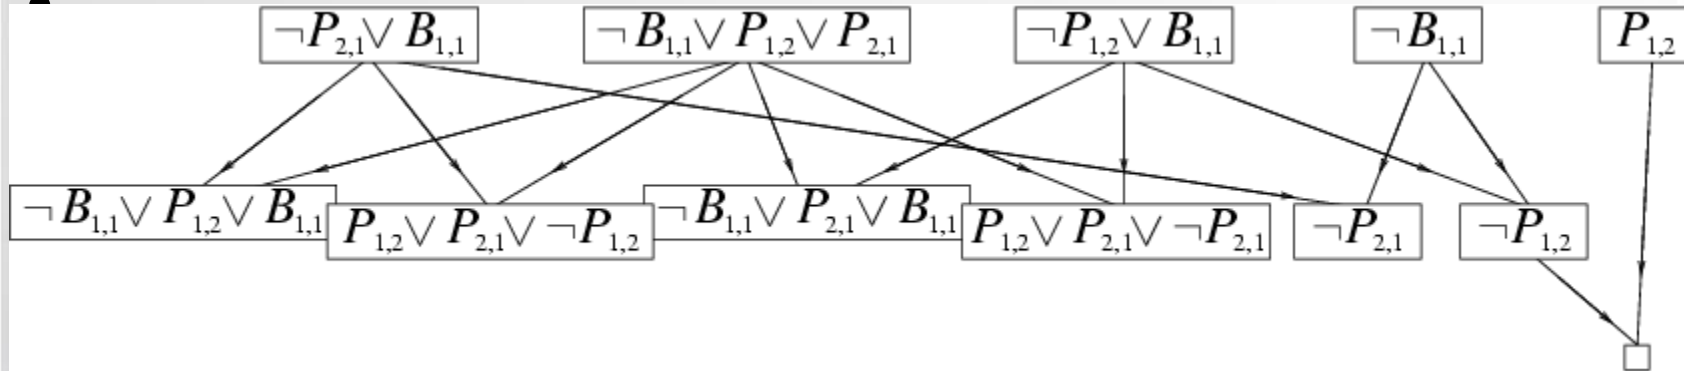 ¬P₂,₁ ∨ B₁,₁
¬B₁,₁ ∨ P₁,₂ ∨ P₂,₁
¬P₁,₂ ∨ B₁,₁
¬B₁,₁
P₁,₂
¬B₁,₁ ∨ P₁,₂ ∨ B₁,₁
P₁,₂ ∨ P₂,₁ ∨ ¬P₁,₂
¬B₁,₁ ∨ P₂,₁ ∨ B₁,₁
P₁,₂ ∨ P₂,₁ ∨ ¬P₂,₁
¬P₂,₁
¬P₁,₂